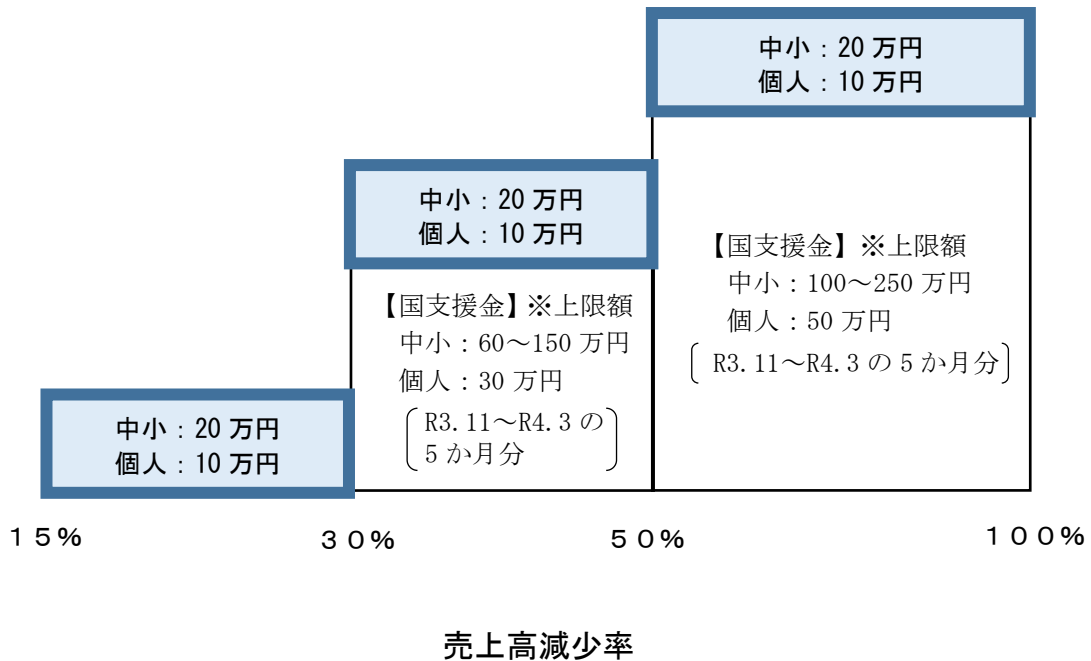 中小：20 万円
個人：10 万円
中小：20 万円
個人：10 万円
【国支援金】※上限額
中小：100～250 万円
個人：50 万円
R3.11～R4.3 の 5 か月分
【国支援金】※上限額
中小：60～150 万円
個人：30 万円
R3.11～R4.3 の
5 か月分
中小：20 万円
個人：10 万円
１５%
３０%
５０%
１００%
売上高減少率